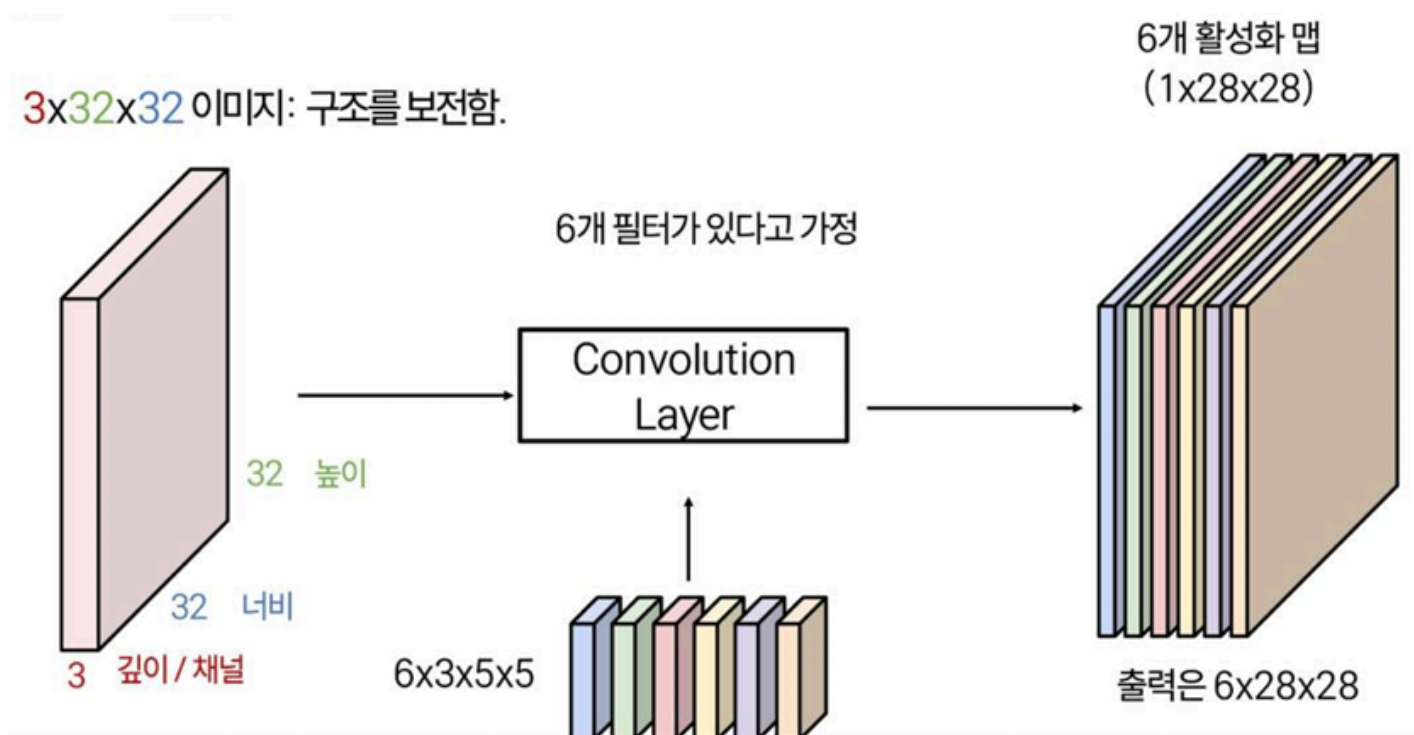 6개 활성화 맵
(1x28x28)
3x32x32 이미지: 구조를 보전함.
6개 필터가 있다고 가정
Convolution
Layer
32 높이
32 너비
3 깊이 / 채널
6x3x5x5
출력은 6x28x28